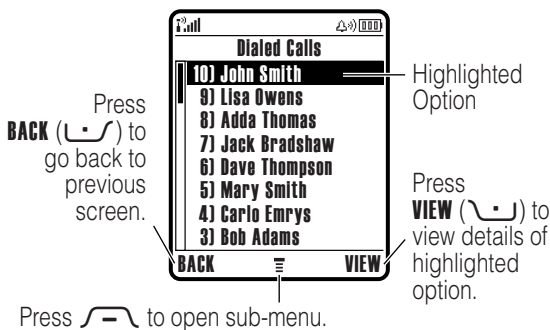 Dialed Calls
10) John Smith
9) Lisa Owens
8) Adda Thomas
7) Jack Bradshaw
6) Dave Thompson
5) Mary Smith
4) Carlo Emrys
3) Bob Adams
BACK
VIEW
Highlighted
Option
Press
BACK ( ) to
go back to
previous
screen.
Press
VIEW ( ) to
view details of
highlighted
option.
Press to open sub-menu.